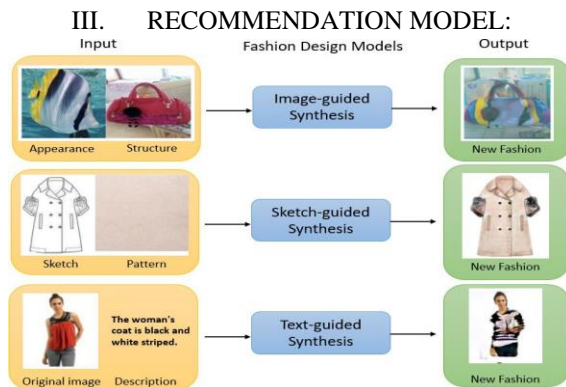 III. RECOMMENDATION MODEL:
Input Fashion Design Models Output
Image-guided
Synthesis
Appearance Structure New Fashion
Sketch-guided
Synthesis
Sketch Pattern New Fashion
The woman's
coat is black and
white striped.
Text-guided
Synthesis
Original image Description New Fashion